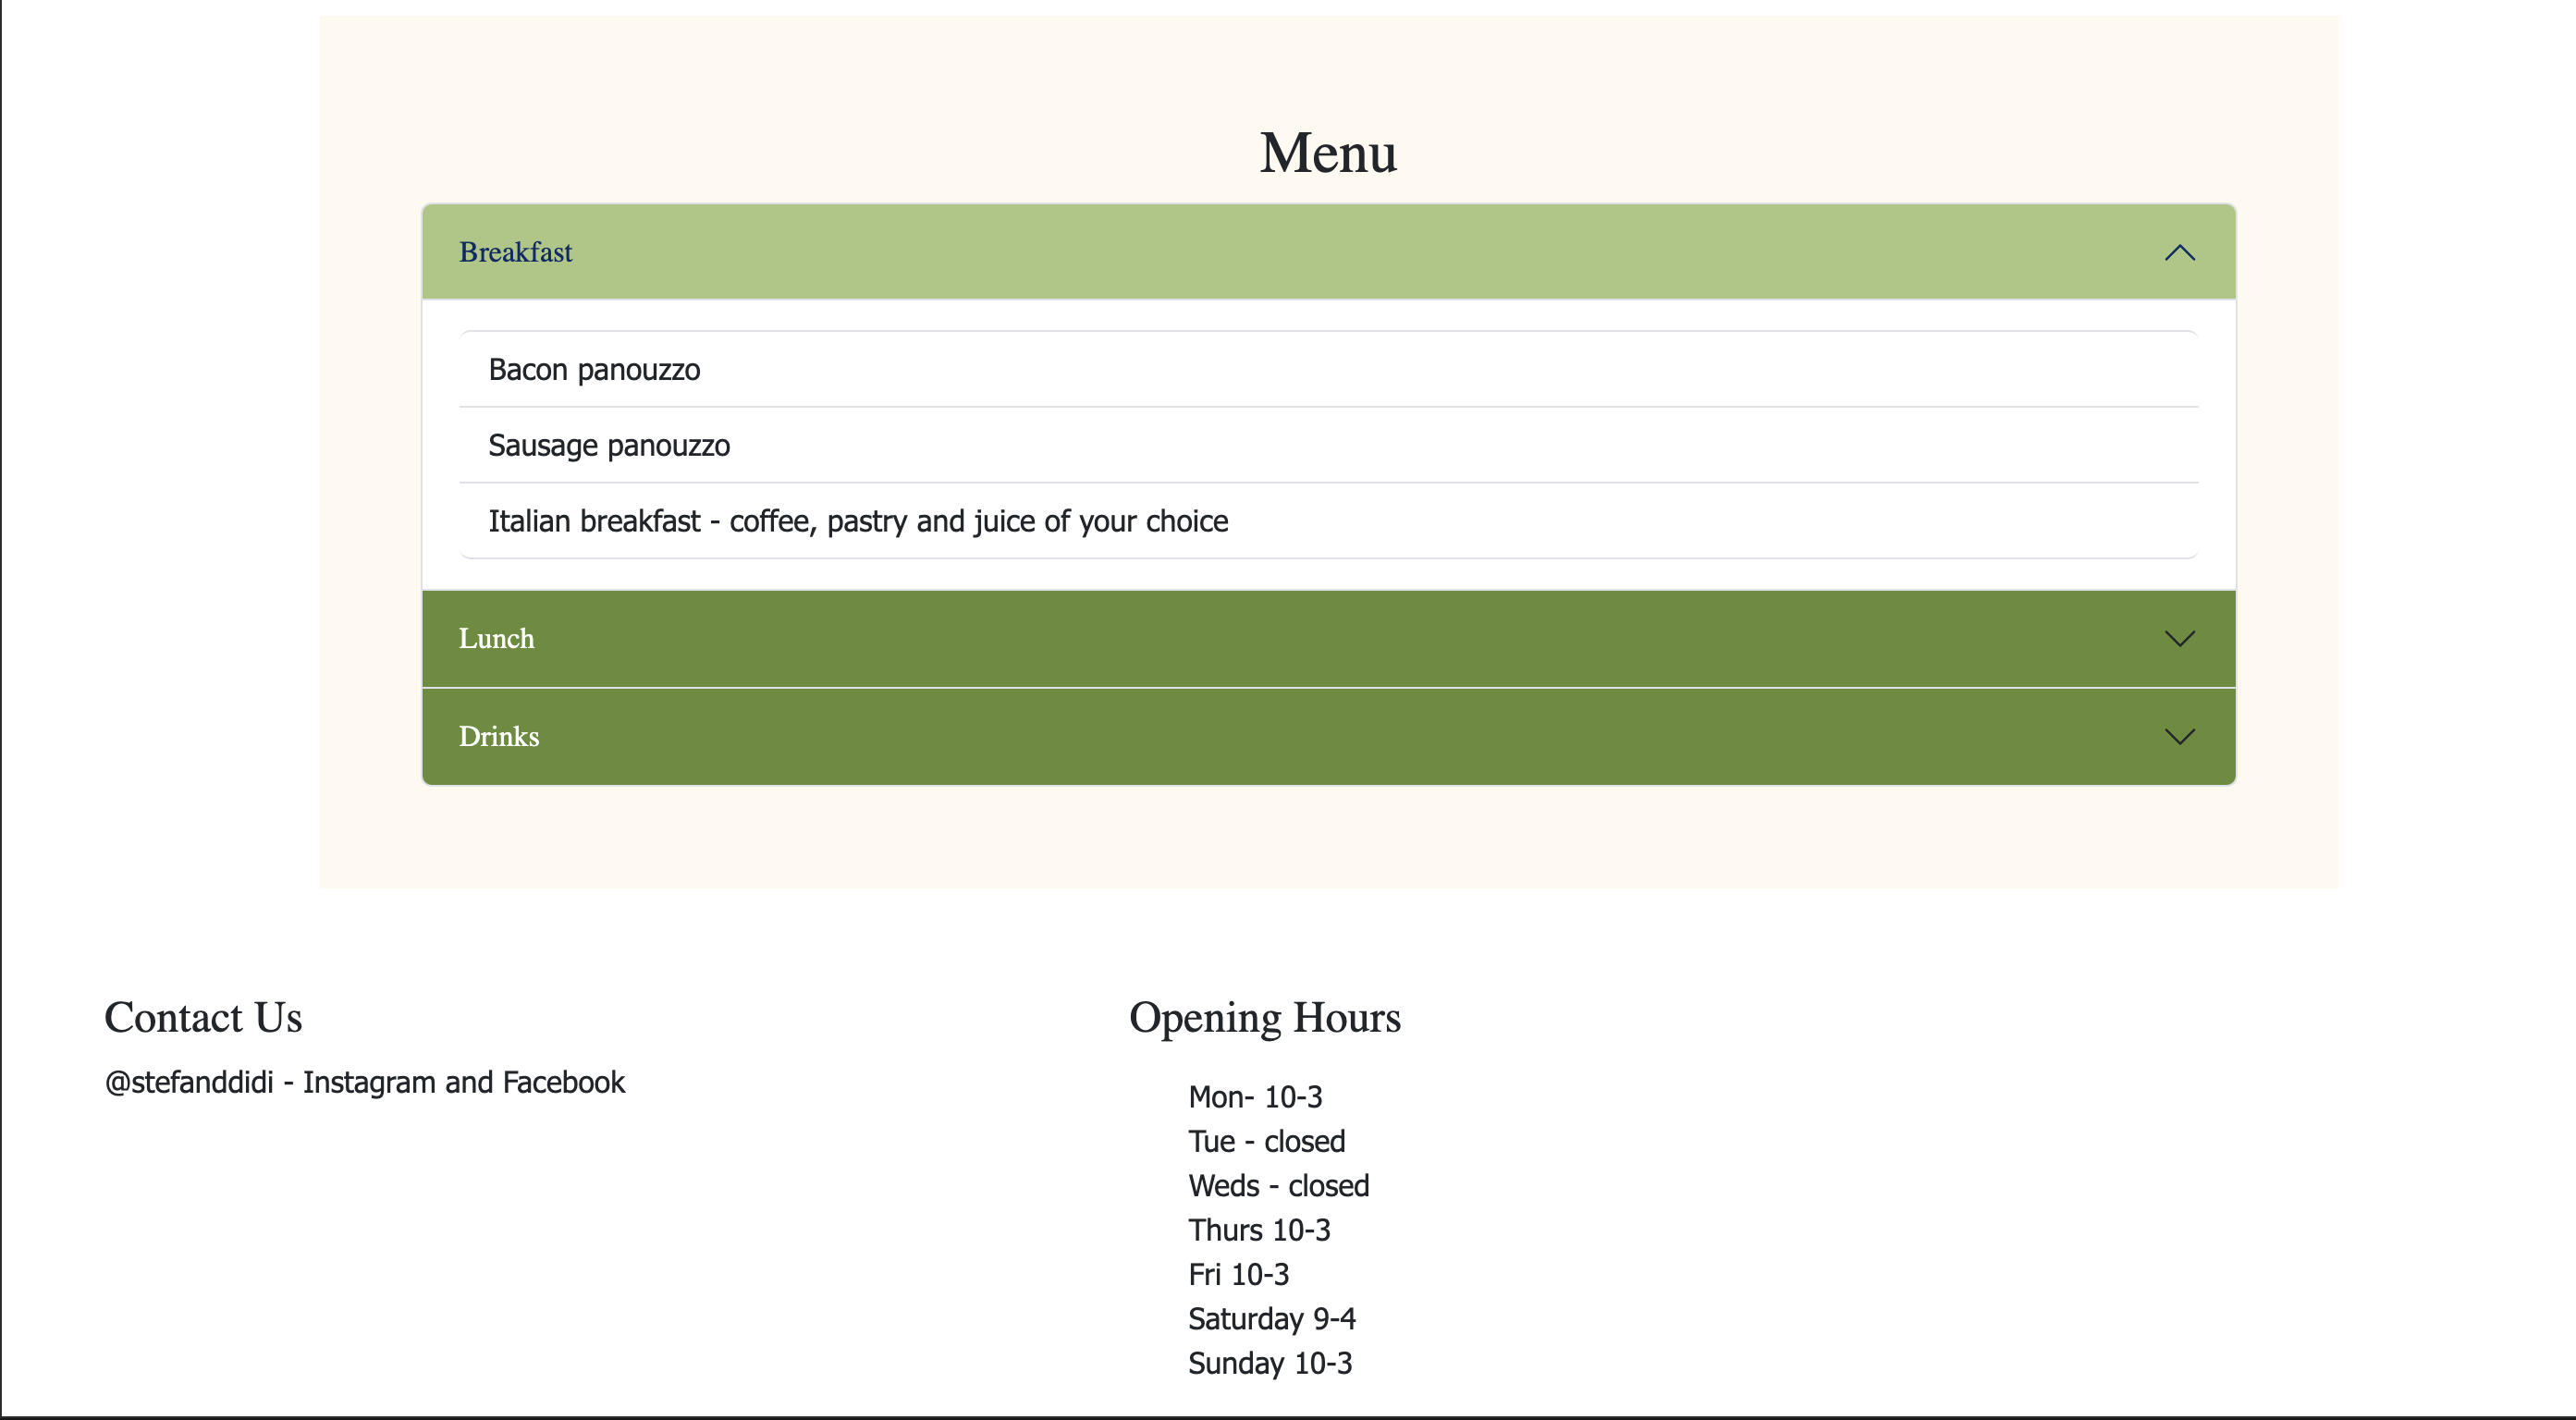 Menu
Breakfast
Bacon panouzzo
Sausage panouzzo
Italian breakfast - coffee, pastry and juice of your choice
Lunch
Drinks
Contact Us
@stefanddidi - Instagram and Facebook
Opening Hours
Mon- 10-3
Tue - closed
Weds - closed
Thurs 10-3
Fri 10-3
Saturday 9-4
Sunday 10-3